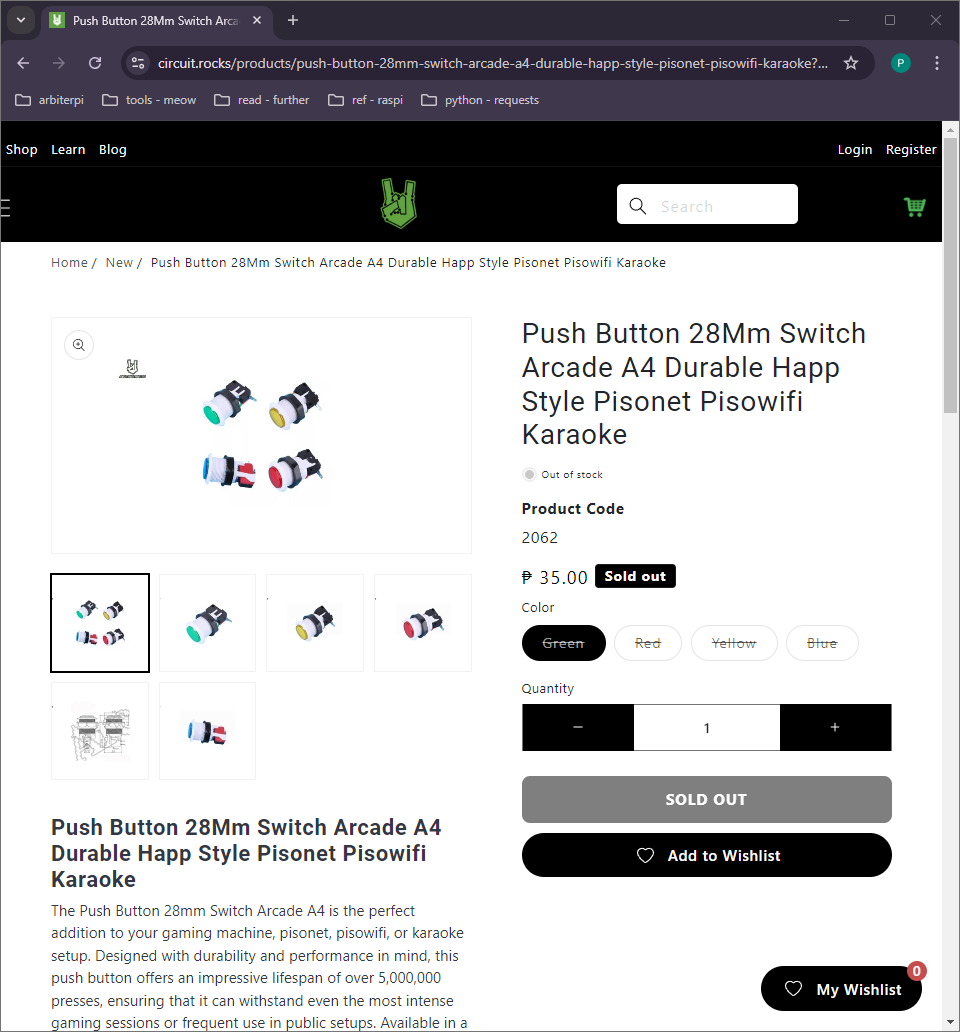 Push Button 28Mm Switch Arca
circuit.rocks/products/push-button-28mm-switch-arcade-a4-durable-happ-style-pisonet-pisowifi-karaoke?...
P
arbiterpi
tools - meow
read - further
ref - raspi
python - requests
Shop Learn Blog
Login Register
Search
Home / New / Push Button 28Mm Switch Arcade A4 Durable Happ Style Pisonet Pisowifi Karaoke
Push Button 28Mm Switch
Arcade A4 Durable Happ
Style Pisonet Pisowifi
Karaoke
Out of stock
Product Code
2062
₱ 35.00 Sold out
Color
Green Red Yellow Blue
Quantity
− 1 +
SOLD OUT
Add to Wishlist
Push Button 28Mm Switch Arcade A4
Durable Happ Style Pisonet Pisowifi
Karaoke
The Push Button 28mm Switch Arcade A4 is the perfect
addition to your gaming machine, pisonet, pisowifi, or karaoke
setup. Designed with durability and performance in mind, this
push button offers an impressive lifespan of over 5,000,000
presses, ensuring that it can withstand even the most intense
gaming sessions or frequent use in public setups. Available in a
My Wishlist
0